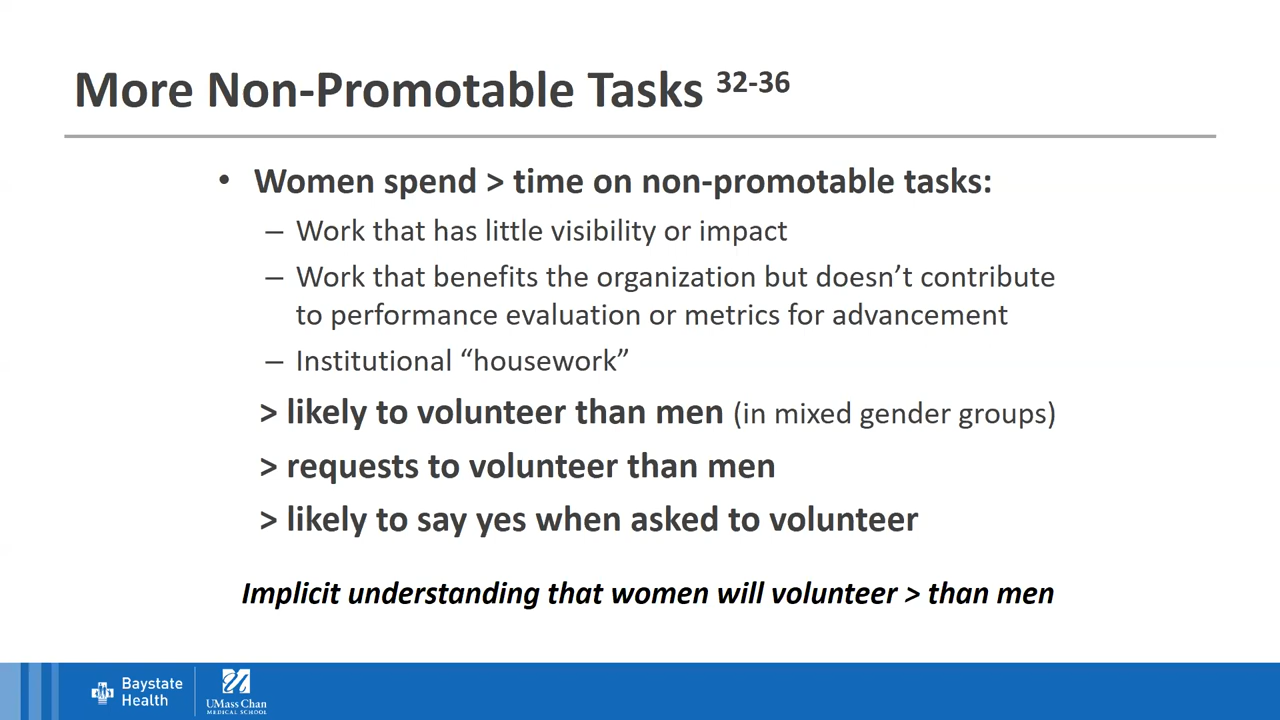 More Non-Promotable Tasks 32-36
• Women spend > time on non-promotable tasks:
– Work that has little visibility or impact
– Work that benefits the organization but doesn’t contribute
to performance evaluation or metrics for advancement
– Institutional “housework”
> likely to volunteer than men (in mixed gender groups)
> requests to volunteer than men
> likely to say yes when asked to volunteer
Implicit understanding that women will volunteer > than men
Baystate
Health
UMass Chan
MEDICAL SCHOOL